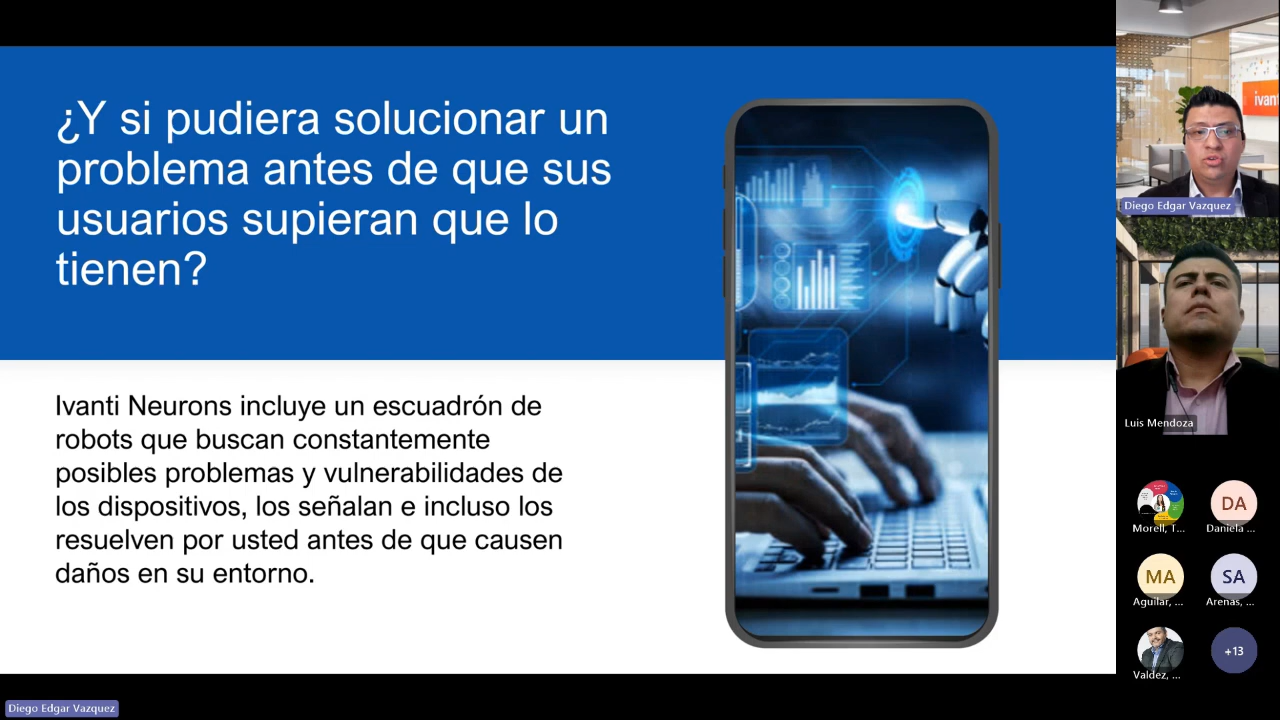 ¿Y si pudiera solucionar un
problema antes de que sus
usuarios supieran que lo
tienen?
Ivanti Neurons incluye un escuadrón de
robots que buscan constantemente
posibles problemas y vulnerabilidades de
los dispositivos, los señalan e incluso los
resuelven por usted antes de que causen
daños en su entorno.
ivanti
Diego Edgar Vazquez
Luis Mendoza
Morell, T...
DA
Daniela ...
MA
Aguilar, ...
SA
Arenas, ...
Valdez, ...
+13
Diego Edgar Vazquez